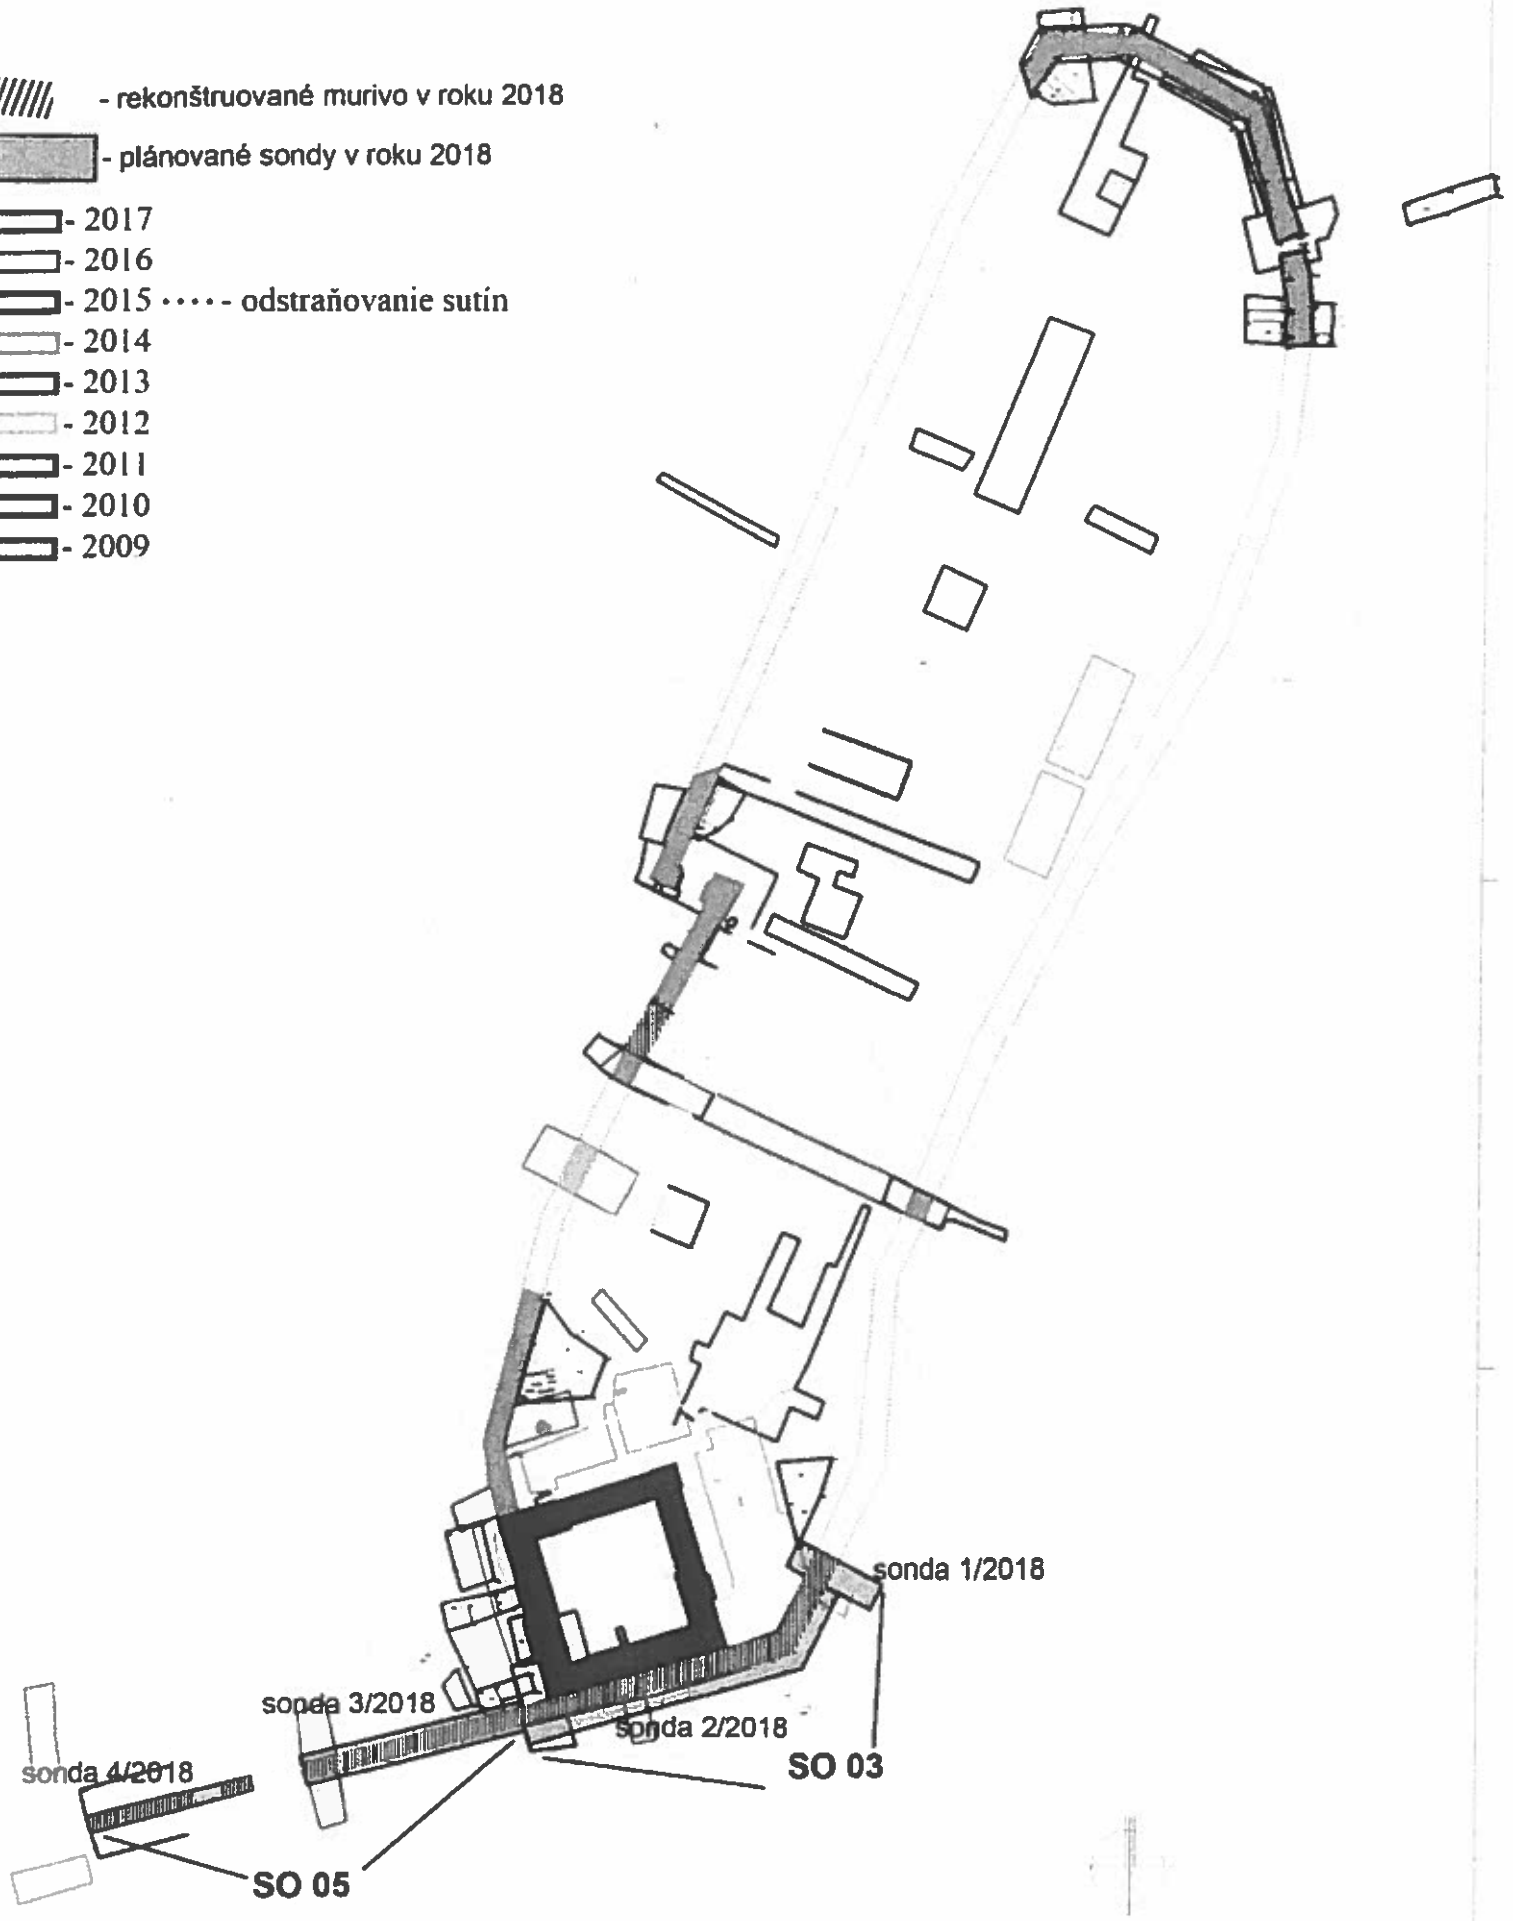 - rekonštruované murivo v roku 2018
- plánované sondy v roku 2018
- 2017
- 2016
- 2015 ···· - odstraňovanie sutín
- 2014
- 2013
- 2012
- 2011
- 2010
- 2009
sonda 1/2018
sonda 3/2018
sonda 2/2018
SO 03
sonda 4/2018
SO 05